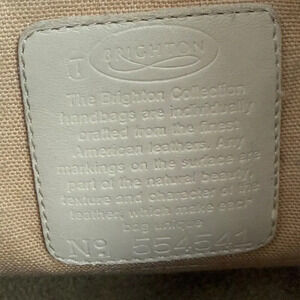 T
BRIGHTON
The Brighton Collection
handbags are individually
crafted from the finest
American leathers. Any
markings on the surface are
part of the natural beauty,
texture and character of the
leather, which make each
bag unique
No. 554541